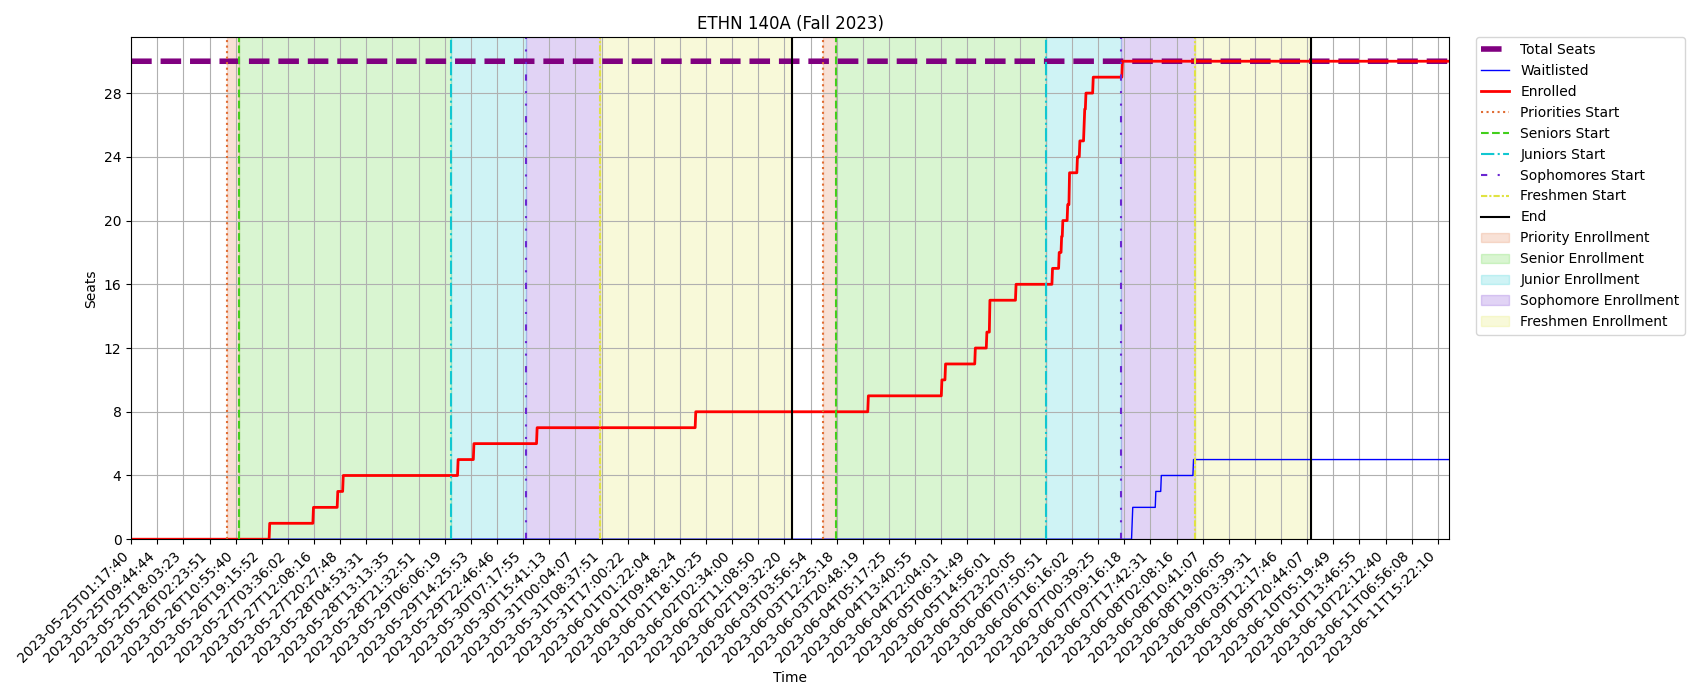 ETHN 140A (Fall 2023)
Seats
28
24
20
16
12
8
4
0
2023-05-25T01:17:40
2023-05-25T09:44:44
2023-05-25T18:03:23
2023-05-26T02:23:51
2023-05-26T10:55:40
2023-05-26T19:15:52
2023-05-27T03:36:02
2023-05-27T12:08:16
2023-05-27T20:27:48
2023-05-28T04:53:31
2023-05-28T13:13:35
2023-05-28T21:32:51
2023-05-29T06:06:19
2023-05-29T14:25:53
2023-05-29T22:46:46
2023-05-30T07:17:55
2023-05-30T15:41:13
2023-05-31T00:04:07
2023-05-31T08:37:51
2023-05-31T17:00:22
2023-06-01T01:22:04
2023-06-01T09:48:24
2023-06-01T18:10:25
2023-06-02T02:34:00
2023-06-02T11:08:50
2023-06-02T19:32:20
2023-06-03T03:56:54
2023-06-03T12:25:18
2023-06-03T20:48:19
2023-06-04T05:17:25
2023-06-04T13:40:55
2023-06-04T22:04:01
2023-06-05T06:31:49
2023-06-05T14:56:01
2023-06-05T23:20:05
2023-06-06T07:50:51
2023-06-06T16:16:02
2023-06-07T00:39:25
2023-06-07T09:16:18
2023-06-07T17:42:31
2023-06-08T02:08:16
2023-06-08T10:41:07
2023-06-08T19:06:05
2023-06-09T03:39:31
2023-06-09T12:17:46
2023-06-09T20:44:07
2023-06-10T05:19:49
2023-06-10T13:46:55
2023-06-10T22:12:40
2023-06-11T06:56:08
2023-06-11T15:22:10
Time
Total Seats
Waitlisted
Enrolled
Priorities Start
Seniors Start
Juniors Start
Sophomores Start
Freshmen Start
End
Priority Enrollment
Senior Enrollment
Junior Enrollment
Sophomore Enrollment
Freshmen Enrollment